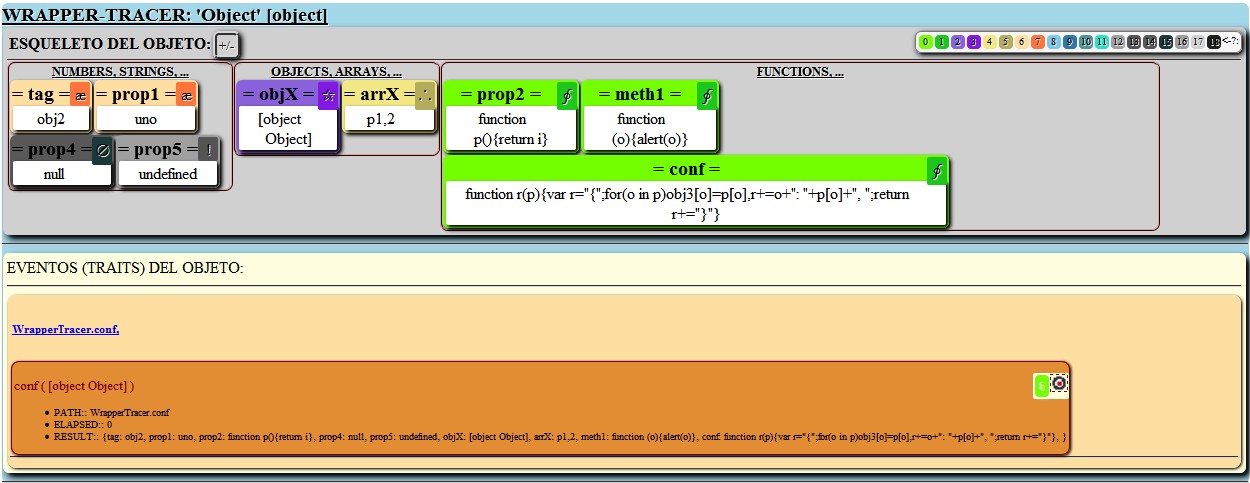 WRAPPER-TRACER: 'Object' [object]
ESQUELETO DEL OBJETO: +/-
0 1 2 3 4 5 6 7 8 9 10 11 12 13 14 15 16 17 18 <-?:
NUMBERS, STRINGS, ...
= tag = æ
obj2
= prop1 = æ
uno
= prop4 = ∅
null
= prop5 = !
undefined
OBJECTS, ARRAYS, ...
= objX = ☆
[object
Object]
= arrX = ∴
p1,2
FUNCTIONS, ...
= prop2 = ∮
function
p(){return i}
= meth1 = ∮
function
(o){alert(o)}
= conf = ∮
function r(p){var r="{";for(o in p)obj3[o]=p[o],r+=o+": "+p[o]+", ";return
r+="}"}
EVENTOS (TRAITS) DEL OBJETO:
WrapperTracer.conf,
conf ( [object Object] )
PATH:: WrapperTracer.conf
ELAPSED:: 0
RESULT:: {tag: obj2, prop1: uno, prop2: function p(){return i}, prop4: null, prop5: undefined, objX: [object Object], arrX: p1,2, meth1: function (o){alert(o)}, conf: function r(p){var r="{";for(o in p)obj3[o]=p[o],r+=o+": "+p[o]+", ";return r+="}"}, }